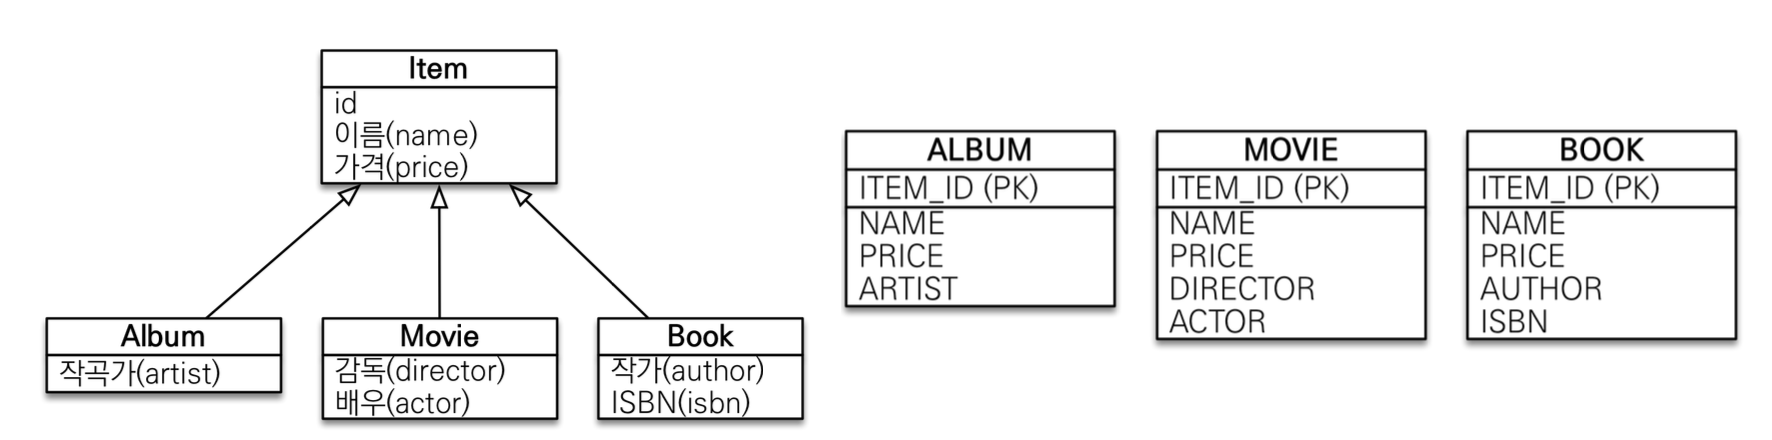 Item
id
이름(name)
가격(price)
Album
작곡가(artist)
Movie
감독(director)
배우(actor)
Book
작가(author)
ISBN(isbn)
ALBUM
ITEM_ID (PK)
NAME
PRICE
ARTIST
MOVIE
ITEM_ID (PK)
NAME
PRICE
DIRECTOR
ACTOR
BOOK
ITEM_ID (PK)
NAME
PRICE
AUTHOR
ISBN